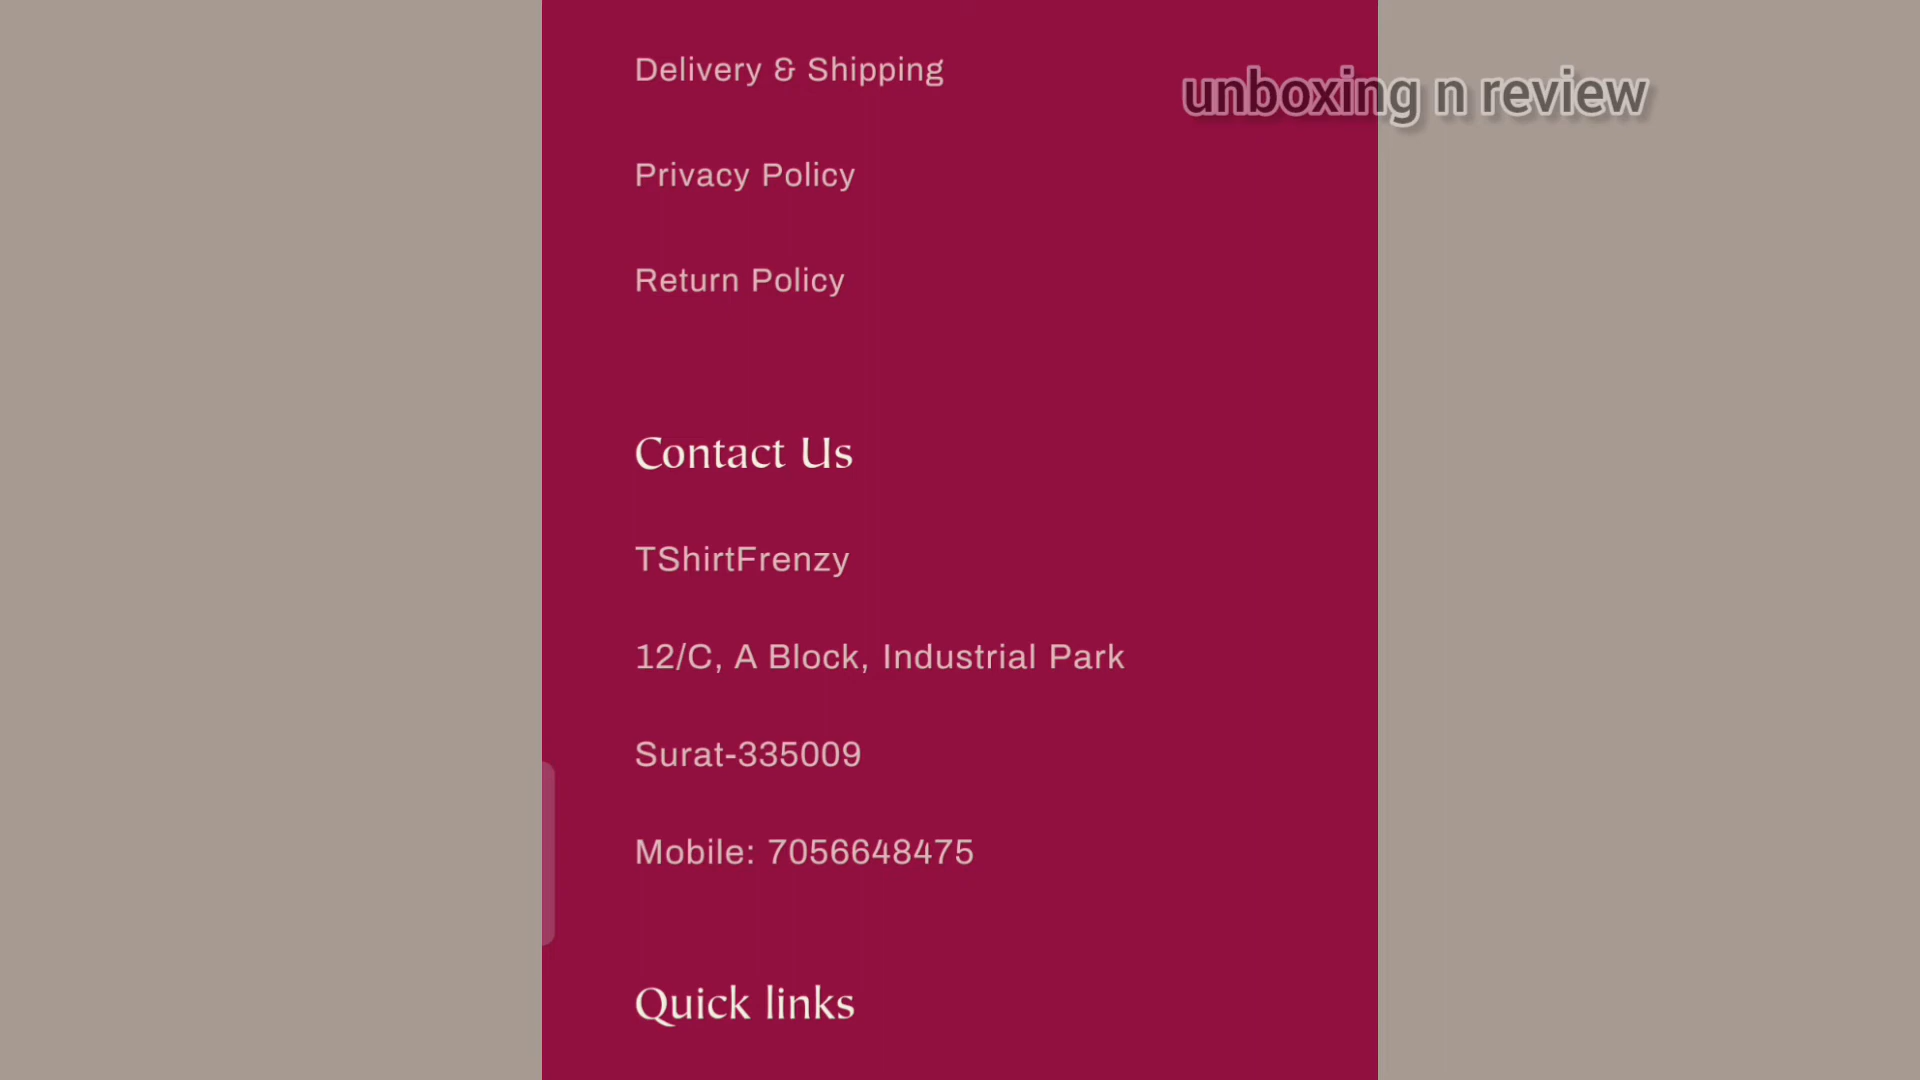 Delivery & Shipping
unboxing n review
Privacy Policy
Return Policy
Contact Us
TShirtFrenzy
12/C, A Block, Industrial Park
Surat-335009
Mobile: 7056648475
Quick links